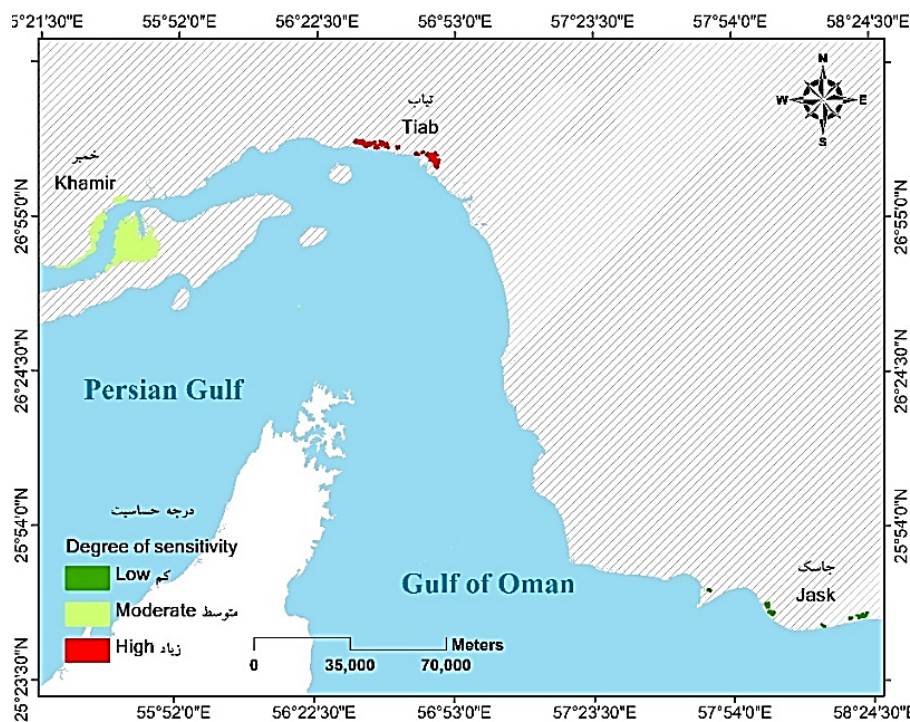 5°21'30"E 55°52'0"E 56°22'30"E 56°53'0"E 57°23'30"E 57°54'0"E 58°24'30"E
N
W E
S
تیاب
Tiab
خمیر
Khamir
26°55'0"N 26°55'0"N
26°24'30"N 26°24'30"N
Persian Gulf
درجه حساسیت
Degree of sensitivity
Low کم
Moderate متوسط
High زیاد
25°54'0"N 25°54'0"N
Gulf of Oman
جاسک
Jask
Meters
0 35,000 70,000
25°23'30"N 25°23'30"N
55°52'0"E 56°22'30"E 56°53'0"E 57°23'30"E 57°54'0"E 58°24'30"E